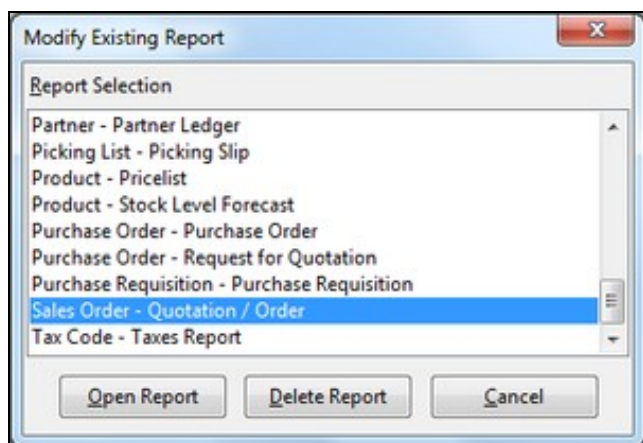 Modify Existing Report
X
Report Selection
Partner - Partner Ledger
Picking List - Picking Slip
Product - Pricelist
Product - Stock Level Forecast
Purchase Order - Purchase Order
Purchase Order - Request for Quotation
Purchase Requisition - Purchase Requisition
Sales Order - Quotation / Order
Tax Code - Taxes Report
Open Report Delete Report Cancel